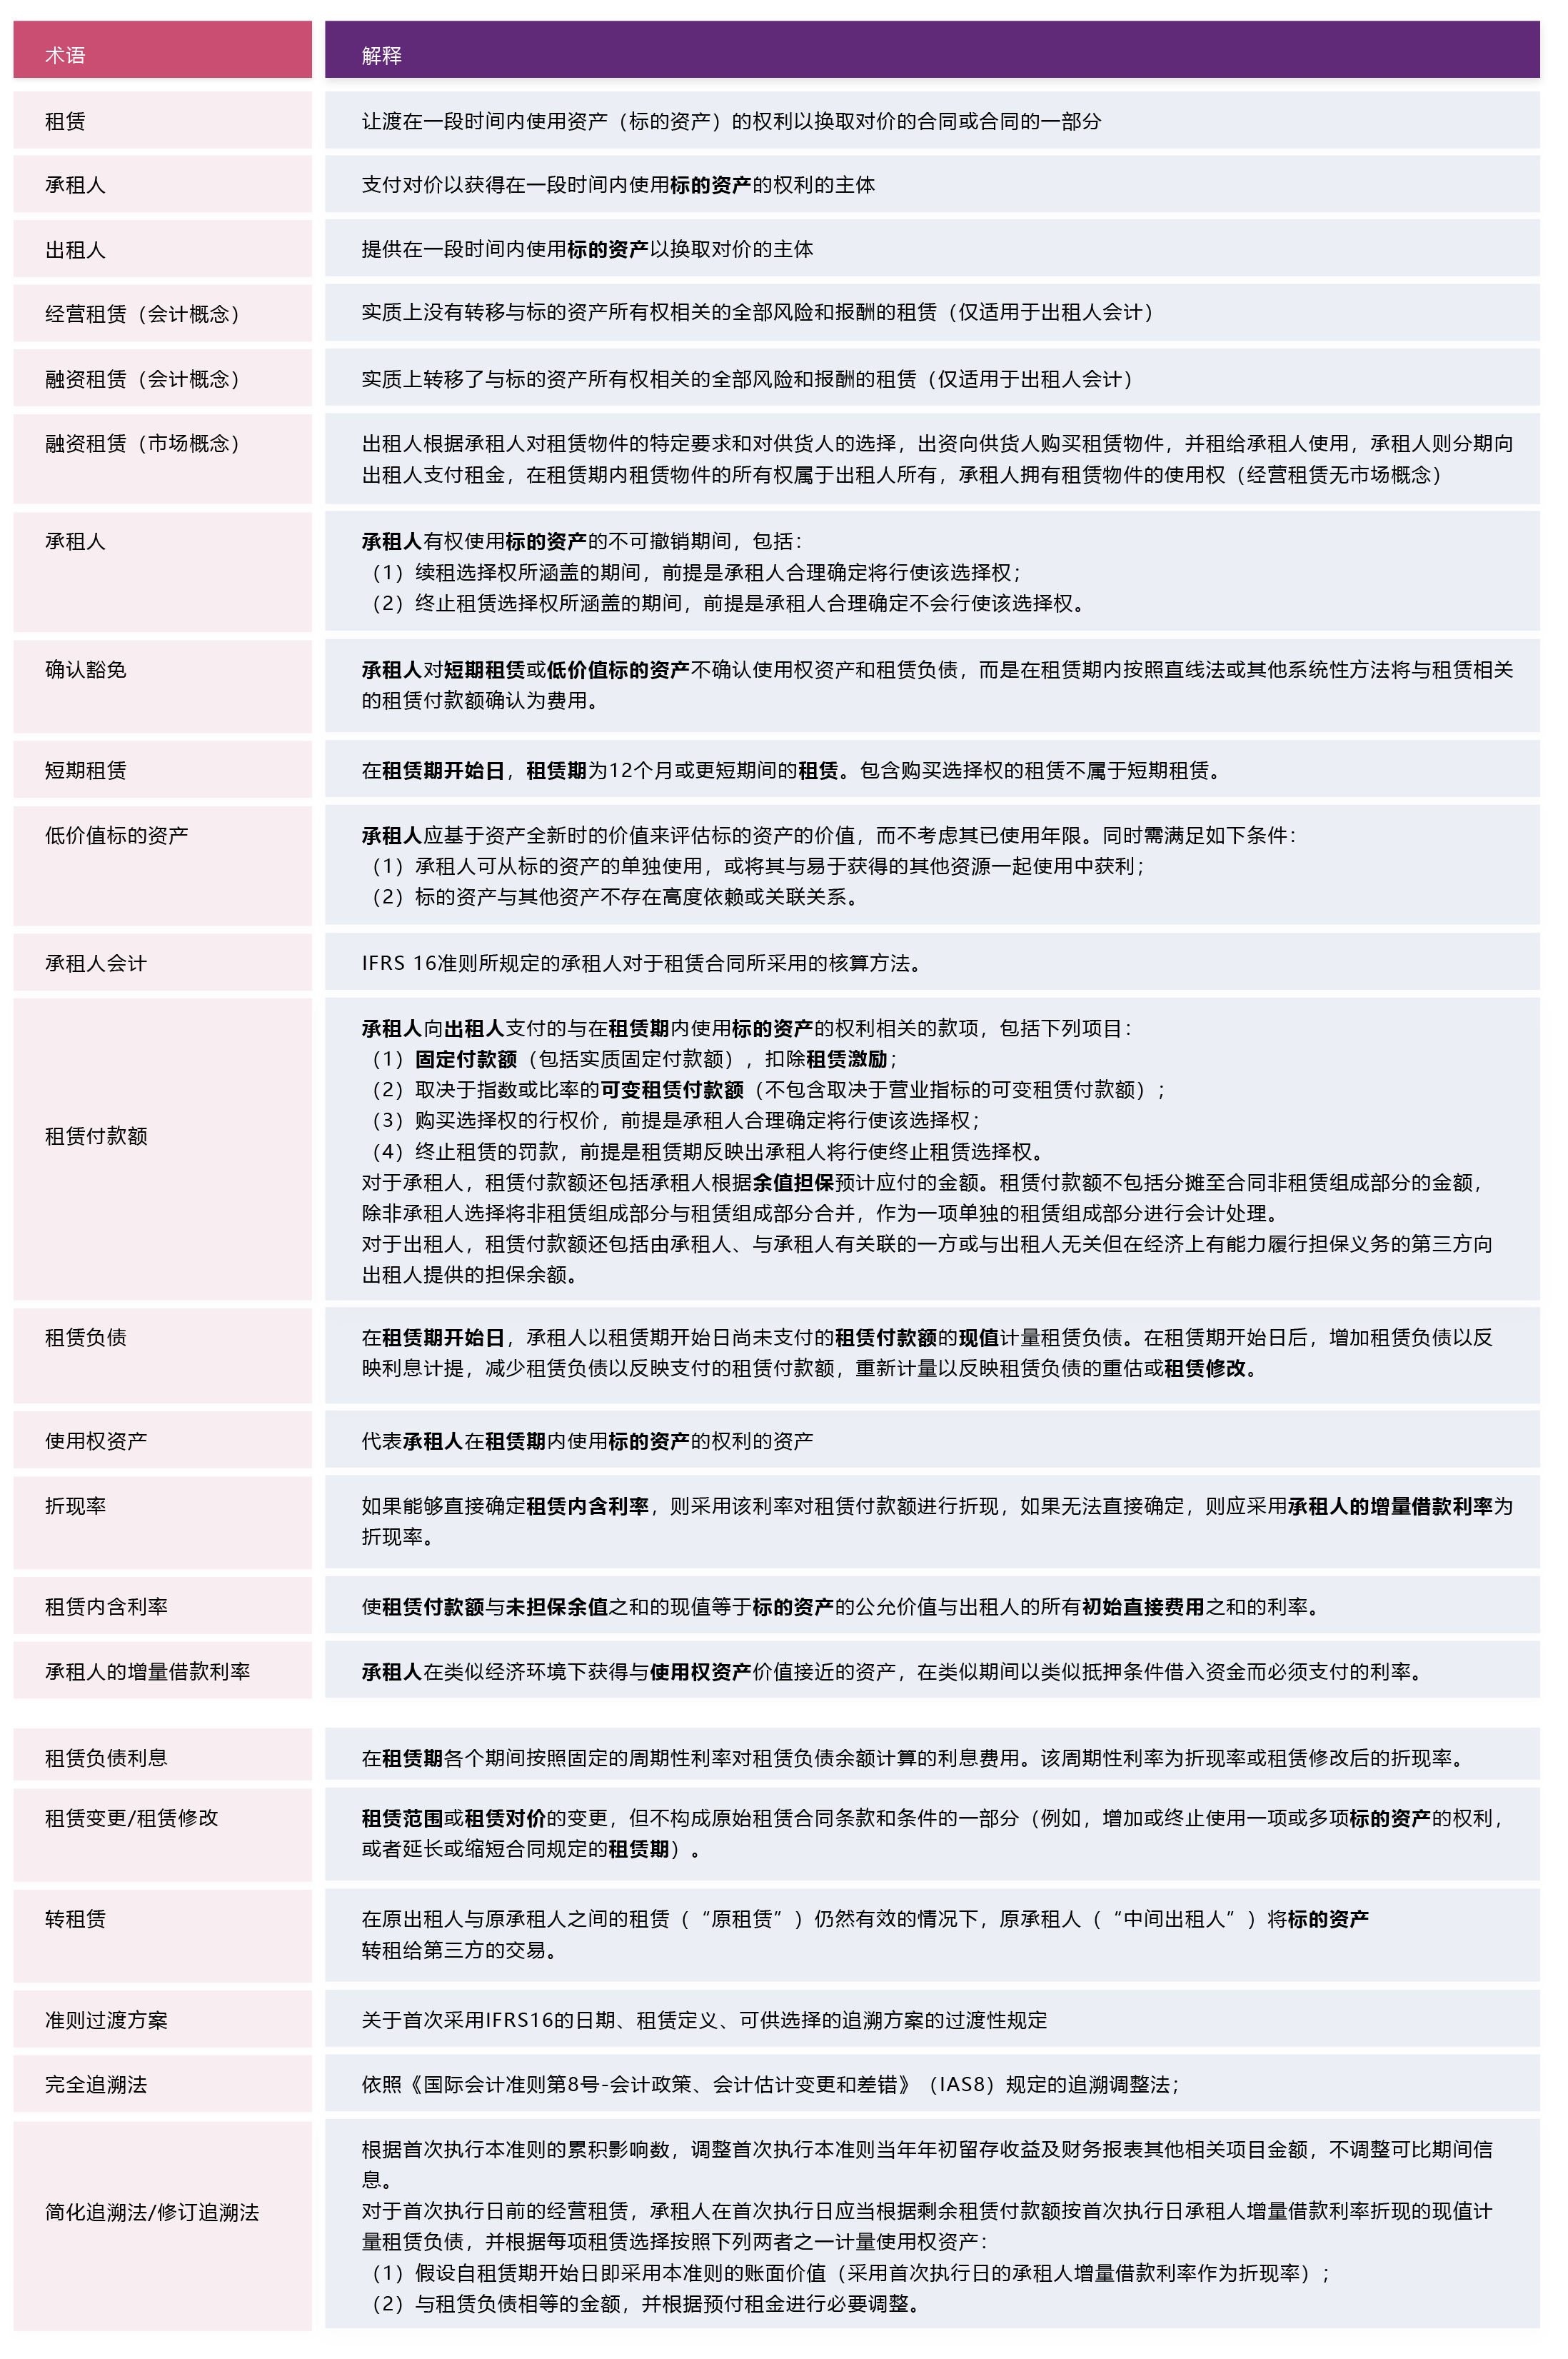 术语
解释
租赁
让渡在一段时间内使用资产（标的资产）的权利以换取对价的合同或合同的一部分
承租人
支付对价以获得在一段时间内使用标的资产的权利的主体
出租人
提供在一段时间内使用标的资产以换取对价的主体
经营租赁（会计概念）
实质上没有转移与标的资产所有权相关的全部风险和报酬的租赁（仅适用于出租人会计）
融资租赁（会计概念）
实质上转移了与标的资产所有权相关的全部风险和报酬的租赁（仅适用于出租人会计）
融资租赁（市场概念）
出租人根据承租人对租赁物件的特定要求和对供货人的选择，出资向供货人购买租赁物件，并租给承租人使用，承租人则分期向
出租人支付租金，在租赁期内租赁物件的所有权属于出租人所有，承租人拥有租赁物件的使用权（经营租赁无市场概念）
承租人
承租人有权使用标的资产的不可撤销期间，包括：
（1）续租选择权所涵盖的期间，前提是承租人合理确定将行使该选择权；
（2）终止租赁选择权所涵盖的期间，前提是承租人合理确定不会行使该选择权。
确认豁免
承租人对短期租赁或低价值标的资产不确认使用权资产和租赁负债，而是在租赁期内按照直线法或其他系统性方法将与租赁相关
的租赁付款额确认为费用。
短期租赁
在租赁期开始日，租赁期为12个月或更短期间的租赁。包含购买选择权的租赁不属于短期租赁。
低价值标的资产
承租人应基于资产全新时的价值来评估标的资产的价值，而不考虑其已使用年限。同时需满足如下条件：
（1）承租人可从标的资产的单独使用，或将其与易于获得的其他资源一起使用中获利；
（2）标的资产与其他资产不存在高度依赖或关联关系。
承租人会计
IFRS 16准则所规定的承租人对于租赁合同所采用的核算方法。
租赁付款额
承租人向出租人支付的与在租赁期内使用标的资产的权利相关的款项，包括下列项目：
（1）固定付款额（包括实质固定付款额），扣除租赁激励；
（2）取决于指数或比率的可变租赁付款额（不包含取决于营业指标的可变租赁付款额）；
（3）购买选择权的行权价，前提是承租人合理确定将行使该选择权；
（4）终止租赁的罚款，前提是租赁期反映出承租人将行使终止租赁选择权。
对于承租人，租赁付款额还包括承租人根据余值担保预计应付的金额。租赁付款额不包括分摊至合同非租赁组成部分的金额，
除非承租人选择将非租赁组成部分与租赁组成部分合并，作为一项单独的租赁组成部分进行会计处理。
对于出租人，租赁付款额还包括由承租人、与承租人有关联的一方或与出租人无关但在经济上有能力履行担保义务的第三方向
出租人提供的担保余额。
租赁负债
在租赁期开始日，承租人以租赁期开始日尚未支付的租赁付款额的现值计量租赁负债。在租赁期开始日后，增加租赁负债以反
映利息计提，减少租赁负债以反映支付的租赁付款额，重新计量以反映租赁负债的重估或租赁修改。
使用权资产
代表承租人在租赁期内使用标的资产的权利的资产
折现率
如果能够直接确定租赁内含利率，则采用该利率对租赁付款额进行折现，如果无法直接确定，则应采用承租人的增量借款利率为
折现率。
租赁内含利率
使租赁付款额与未担保余值之和的现值等于标的资产的公允价值与出租人的所有初始直接费用之和的利率。
承租人的增量借款利率
承租人在类似经济环境下获得与使用权资产价值接近的资产，在类似期间以类似抵押条件借入资金而必须支付的利率。
租赁负债利息
在租赁期各个期间按照固定的周期性利率对租赁负债余额计算的利息费用。该周期性利率为折现率或租赁修改后的折现率。
租赁变更/租赁修改
租赁范围或租赁对价的变更，但不构成原始租赁合同条款和条件的一部分（例如，增加或终止使用一项或多项标的资产的权利，
或者延长或缩短合同规定的租赁期）。
转租赁
在原出租人与原承租人之间的租赁（“原租赁”）仍然有效的情况下，原承租人（“中间出租人”）将标的资产
转租给第三方的交易。
准则过渡方案
关于首次采用IFRS16的日期、租赁定义、可供选择的追溯方案的过渡性规定
完全追溯法
依照《国际会计准则第8号-会计政策、会计估计变更和差错》（IAS8）规定的追溯调整法；
简化追溯法/修订追溯法
根据首次执行本准则的累积影响数，调整首次执行本准则当年年初留存收益及财务报表其他相关项目金额，不调整可比期间信
息。
对于首次执行日前的经营租赁，承租人在首次执行日应当根据剩余租赁付款额按首次执行日承租人增量借款利率折现的现值计
量租赁负债，并根据每项租赁选择按照下列两者之一计量使用权资产：
（1）假设自租赁期开始日即采用本准则的账面价值（采用首次执行日的承租人增量借款利率作为折现率）；
（2）与租赁负债相等的金额，并根据预付租金进行必要调整。